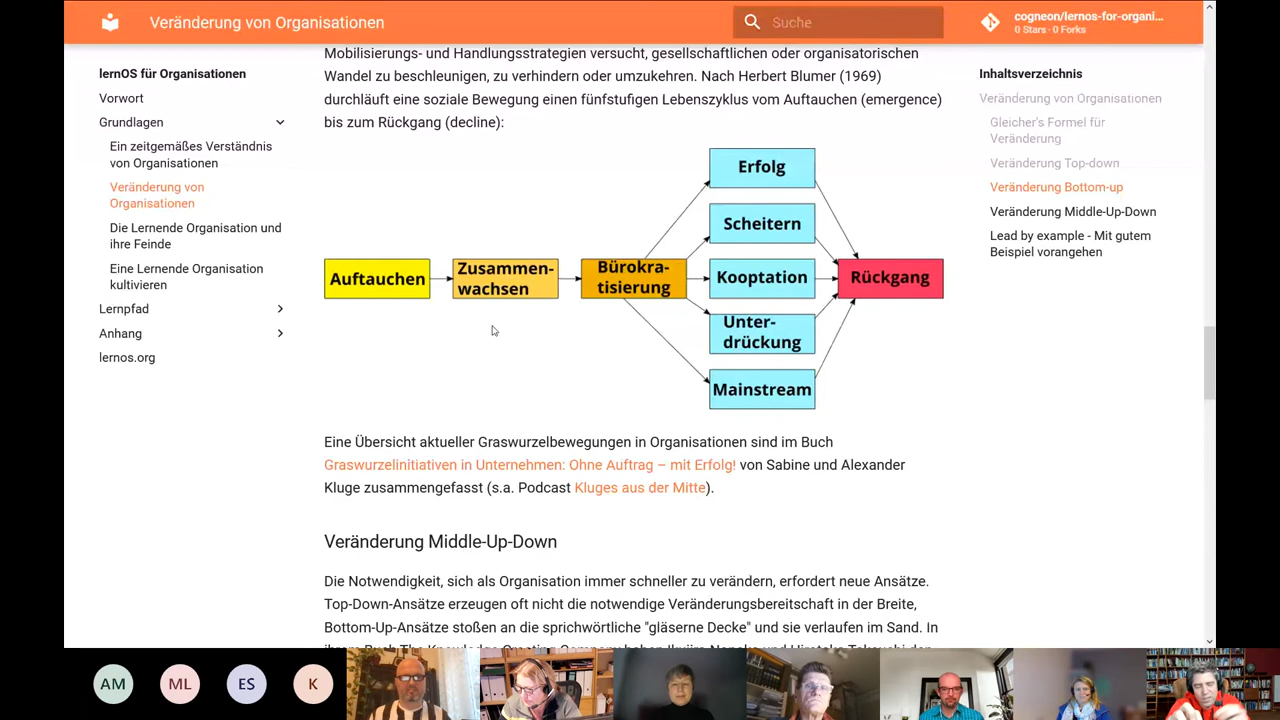 Veränderung von Organisationen
Suche
cogneon/lernos-for-organi...
0 Stars · 0 Forks
lernOS für Organisationen
Vorwort
Grundlagen
Ein zeitgemäßes Verständnis
von Organisationen
Veränderung von
Organisationen
Die Lernende Organisation und
ihre Feinde
Eine Lernende Organisation
kultivieren
Lernpfad
Anhang
lernos.org
Mobilisierungs- und Handlungsstrategien versucht, gesellschaftlichen oder organisatorischen
Wandel zu beschleunigen, zu verhindern oder umzukehren. Nach Herbert Blumer (1969)
durchläuft eine soziale Bewegung einen fünfstufigen Lebenszyklus vom Auftauchen (emergence)
bis zum Rückgang (decline):
Auftauchen
Zusammen-
wachsen
Bürokra-
tisierung
Erfolg
Scheitern
Kooptation
Unter-
drückung
Mainstream
Rückgang
Eine Übersicht aktueller Graswurzelbewegungen in Organisationen sind im Buch
Graswurzelinitiativen in Unternehmen: Ohne Auftrag – mit Erfolg! von Sabine und Alexander
Kluge zusammengefasst (s.a. Podcast Kluges aus der Mitte).
Veränderung Middle-Up-Down
Die Notwendigkeit, sich als Organisation immer schneller zu verändern, erfordert neue Ansätze.
Top-Down-Ansätze erzeugen oft nicht die notwendige Veränderungsbereitschaft in der Breite,
Bottom-Up-Ansätze stoßen an die sprichwörtliche "gläserne Decke" und sie verlaufen im Sand. In
Inhaltsverzeichnis
Veränderung von Organisationen
Gleicher's Formel für
Veränderung
Veränderung Top-down
Veränderung Bottom-up
Veränderung Middle-Up-Down
Lead by example - Mit gutem
Beispiel vorangehen
AM
ML
ES
K